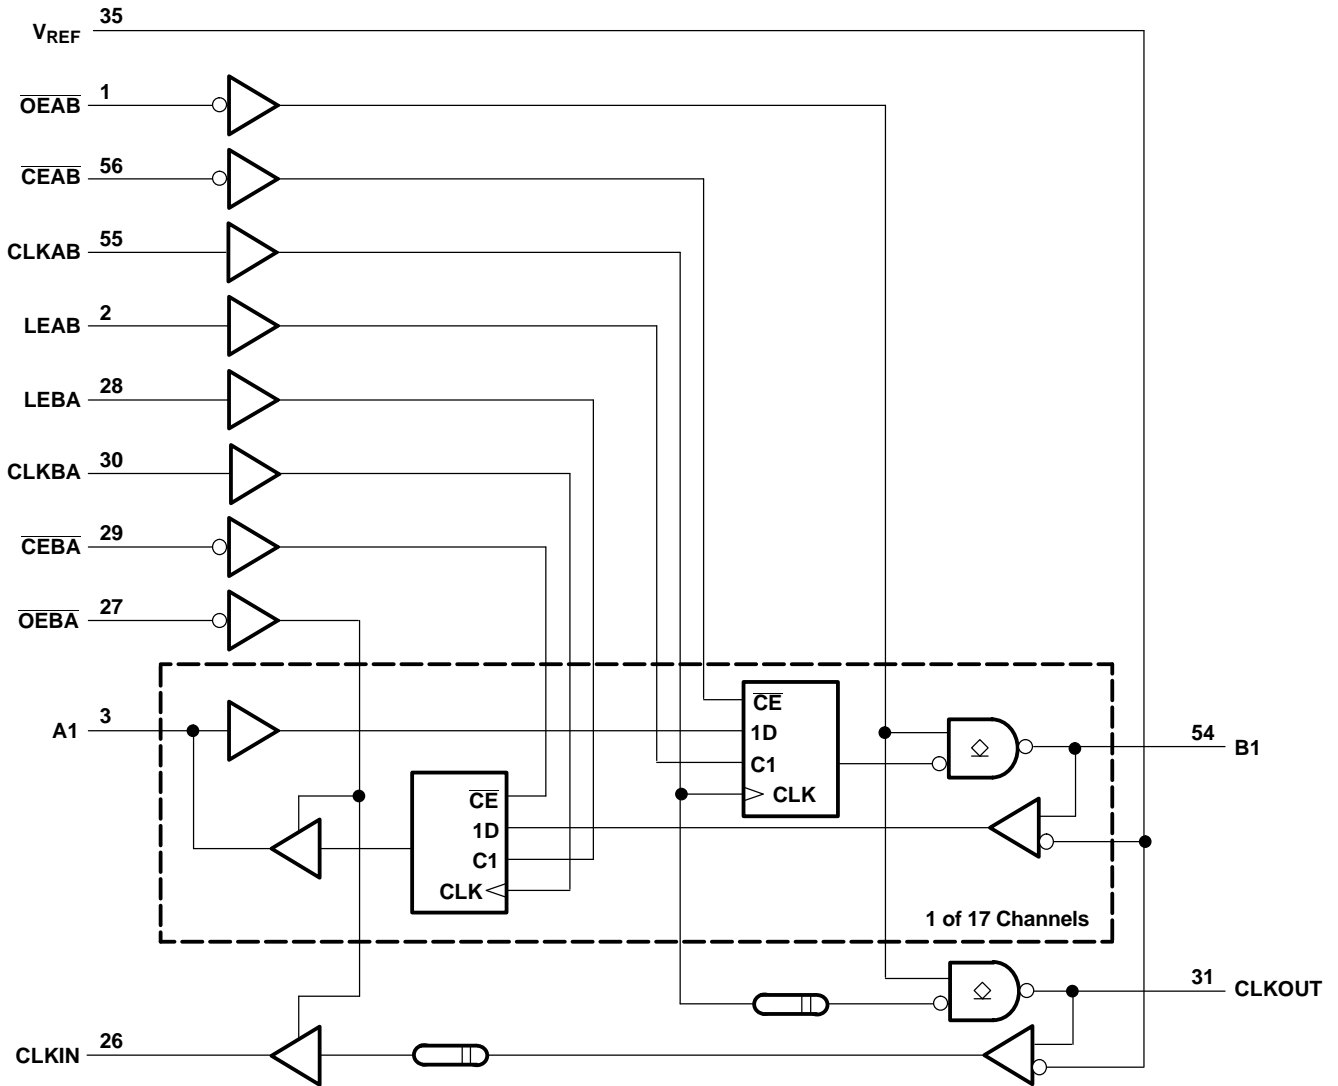 35
VREF
1
OEAB
56
CEAB
55
CLKAB
2
LEAB
28
LEBA
30
CLKBA
29
CEBA
27
OEBA
3
A1
CE
1D
C1
CLK
54
B1
CE
1D
C1
CLK
1 of 17 Channels
31
CLKOUT
26
CLKIN